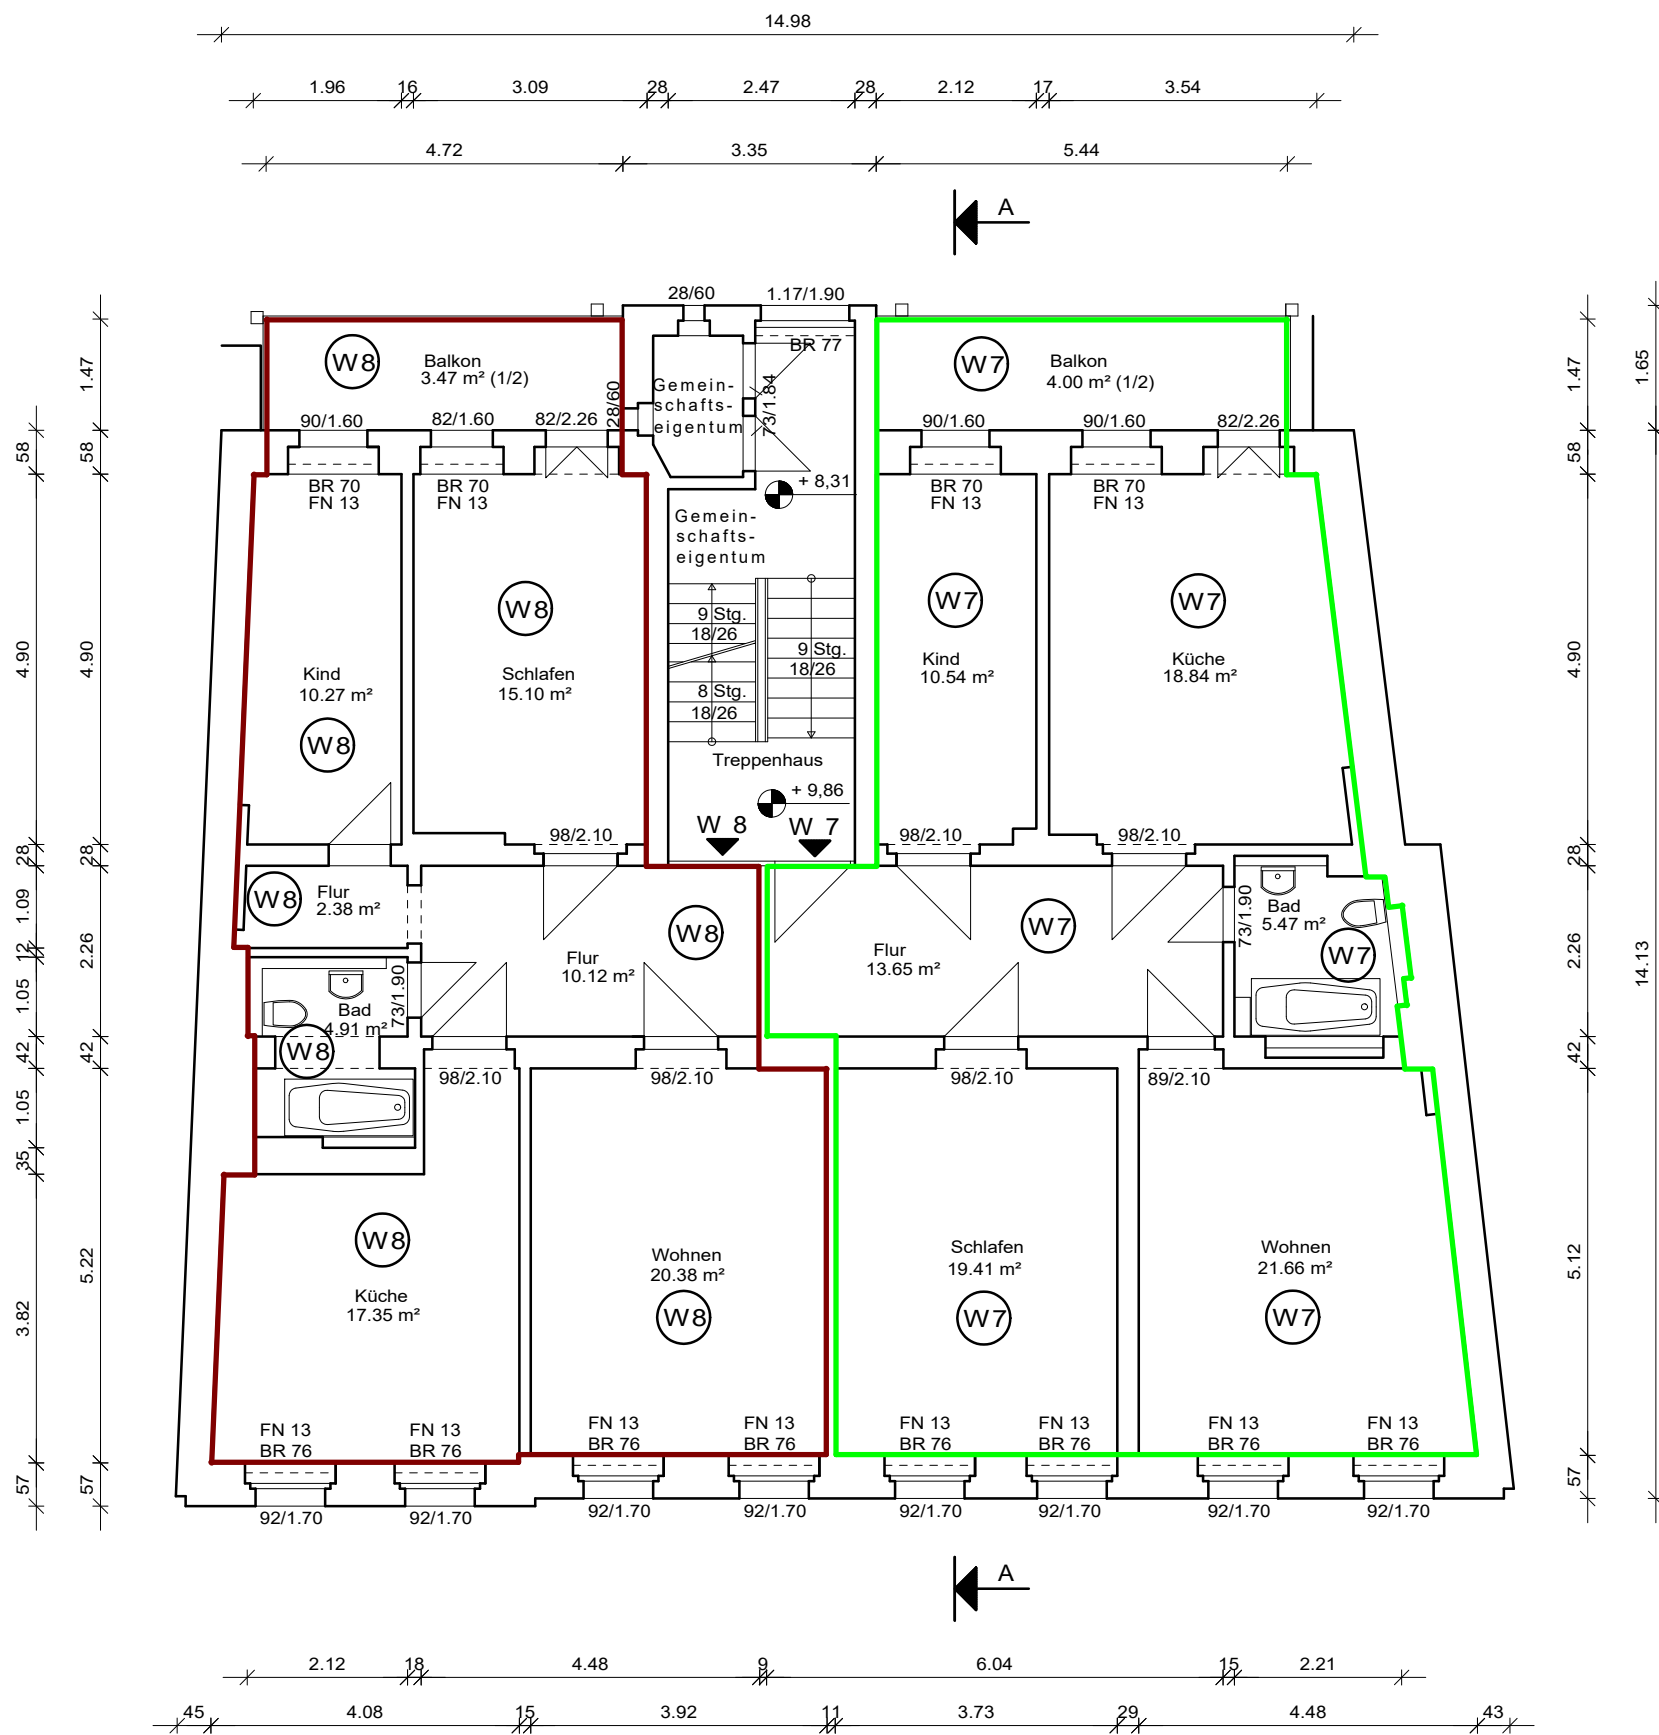 14.98
1.96 16 3.09 28 2.47 28 2.12 17 3.54
4.72 3.35 5.44
A
28/60 1.17/1.90
BR 77
W8
Balkon
3.47 m² (1/2)
Gemein-
schafts-
eigentum
28/60
73/1.84
W7
Balkon
4.00 m² (1/2)
90/1.60 82/1.60 82/2.26 90/1.60 90/1.60 82/2.26
BR 70 BR 70 BR 70 BR 70
FN 13 FN 13 FN 13 FN 13
+ 8,31
Gemein-
schafts-
eigentum
W8 W7 W7
9 Stg.
18/26
9 Stg.
18/26
8 Stg.
18/26
Kind
10.27 m²
W8
Schlafen
15.10 m²
Kind
10.54 m²
Küche
18.84 m²
Treppenhaus
+ 9,86
W 8 W 7
98/2.10 98/2.10 98/2.10
W8
Flur
2.38 m²
W8
Flur
10.12 m²
Flur
13.65 m²
W7
73/1.90
Bad
5.47 m²
W7
Bad
4.91 m²
73/1.90
W8
98/2.10 98/2.10 98/2.10 89/2.10
W8
Küche
17.35 m²
Wohnen
20.38 m²
W8
Schlafen
19.41 m²
W7
Wohnen
21.66 m²
W7
FN 13 FN 13 FN 13 FN 13 FN 13 FN 13 FN 13 FN 13
BR 76 BR 76 BR 76 BR 76 BR 76 BR 76 BR 76 BR 76
92/1.70 92/1.70 92/1.70 92/1.70 92/1.70 92/1.70 92/1.70 92/1.70
A
2.12 18 4.48 9 6.04 15 2.21
45 4.08 15 3.92 11 3.73 29 4.48 43
58 4.90 28 1.09 12 1.05 42 1.05 35 3.82 57
1.47 58 4.90 28 2.26 42 5.22 57
1.47 58 4.90 28 2.26 42 5.12 57
1.65 14.13